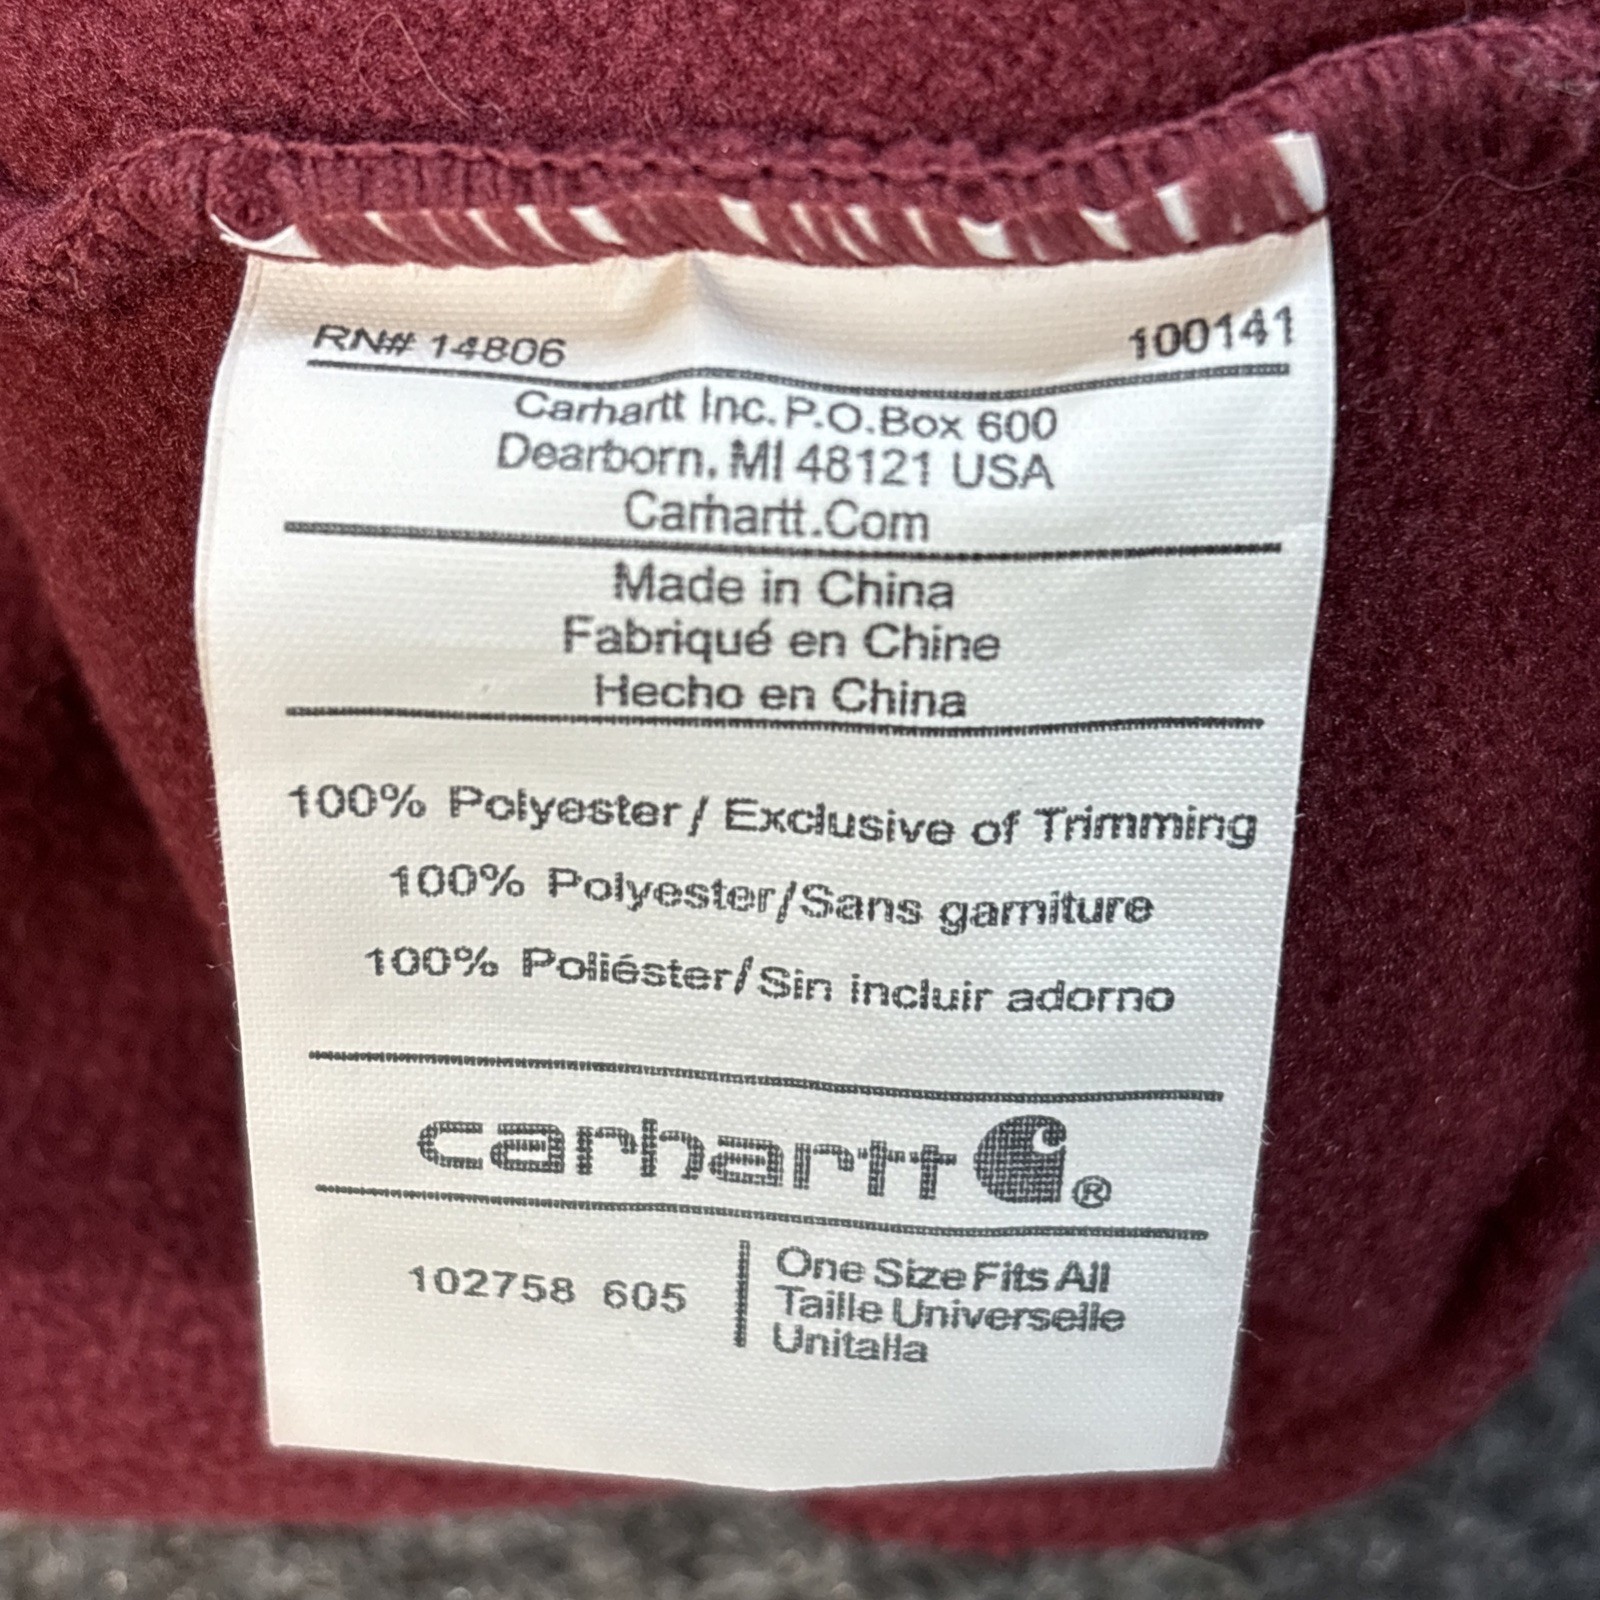 RN# 14806 100141
Carhartt Inc. P.O.Box 600
Dearborn, MI 48121 USA
Carhartt.Com
Made in China
Fabriqué en Chine
Hecho en China
100% Polyester / Exclusive of Trimming
100% Polyester/Sans garniture
100% Poliéster/Sin incluir adorno
carhartt ®
102758 605
One Size Fits All
Taille Universelle
Unitalla